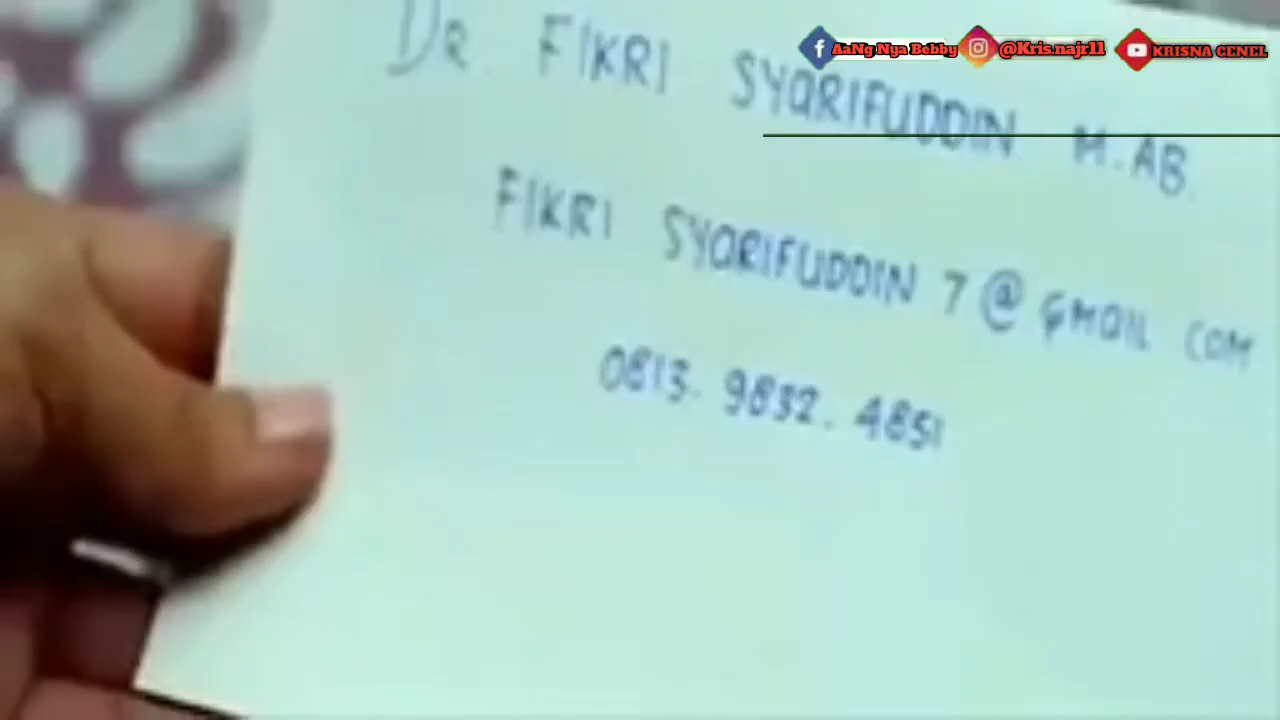 AaNg Nya Bebby @Kris.najr11 KRISNA CENEL
DR. FIKRI SYARIFUDDIN M.AB.
FIKRI SYARIFUDDIN 7 @ GMAIL COM
0813. 9832. 4851